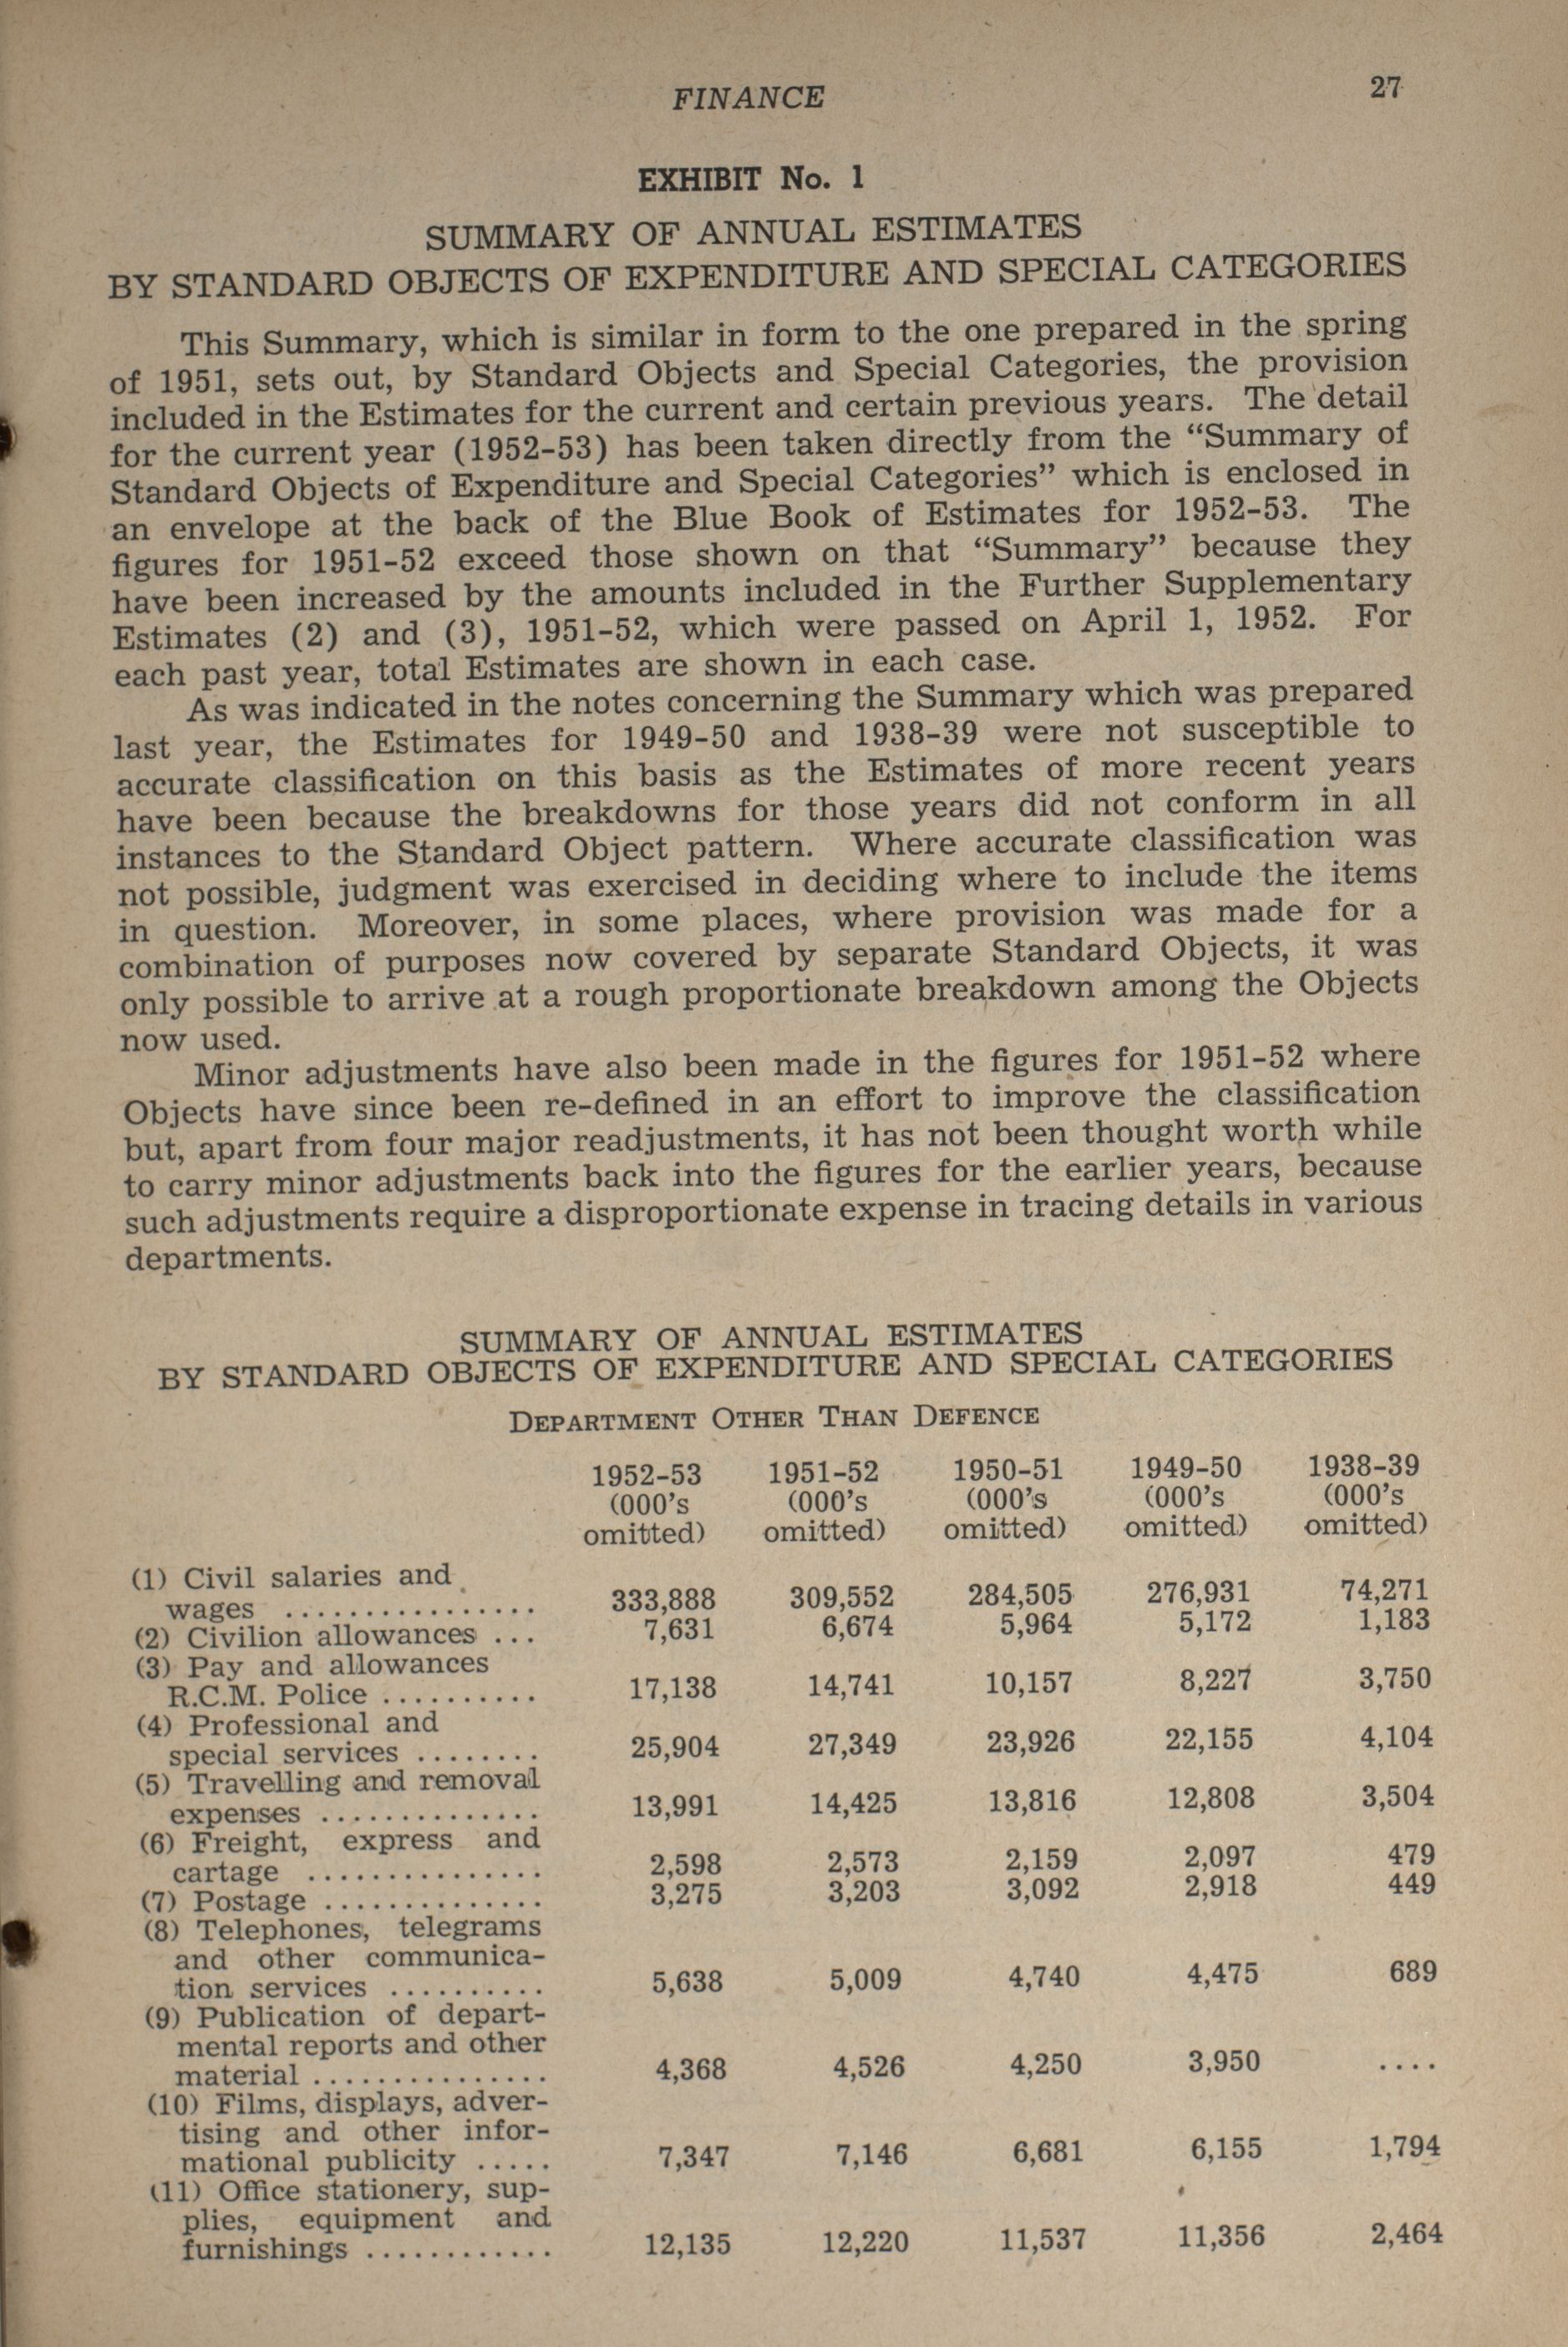 FINANCE 27
EXHIBIT No. 1
SUMMARY OF ANNUAL ESTIMATES
BY STANDARD OBJECTS OF EXPENDITURE AND SPECIAL CATEGORIES
This Summary, which is similar in form to the one prepared in the spring
of 1951, sets out, by Standard Objects and Special Categories, the provision
included in the Estimates for the current and certain previous years. The detail
for the current year (1952-53) has been taken directly from the “Summary of
Standard Objects of Expenditure and Special Categories” which is enclosed in
an envelope at the back of the Blue Book of Estimates for 1952-53. The
figures for 1951-52 exceed those shown on that “Summary” because they
have been increased by the amounts included in the Further Supplementary
Estimates (2) and (3), 1951-52, which were passed on April 1, 1952. For
each past year, total Estimates are shown in each case.
As was indicated in the notes concerning the Summary which was prepared
last year, the Estimates for 1949-50 and 1938-39 were not susceptible to
accurate classification on this basis as the Estimates of more recent years
have been because the breakdowns for those years did not conform in all
instances to the Standard Object pattern. Where accurate classification was
not possible, judgment was exercised in deciding where to include the items
in question. Moreover, in some places, where provision was made for a
combination of purposes now covered by separate Standard Objects, it was
only possible to arrive at a rough proportionate breakdown among the Objects
now used.
Minor adjustments have also been made in the figures for 1951-52 where
Objects have since been re-defined in an effort to improve the classification
but, apart from four major readjustments, it has not been thought worth while
to carry minor adjustments back into the figures for the earlier years, because
such adjustments require a disproportionate expense in tracing details in various
departments.
SUMMARY OF ANNUAL ESTIMATES
BY STANDARD OBJECTS OF EXPENDITURE AND SPECIAL CATEGORIES
DEPARTMENT OTHER THAN DEFENCE
1952-53 1951-52 1950-51 1949-50 1938-39
(000’s (000’s (000’s (000’s (000’s
omitted) omitted) omitted) omitted) omitted)
(1) Civil salaries and
wages ................ 333,888 309,552 284,505 276,931 74,271
(2) Civilion allowances ... 7,631 6,674 5,964 5,172 1,183
(3) Pay and allowances
R.C.M. Police .......... 17,138 14,741 10,157 8,227 3,750
(4) Professional and
special services ........ 25,904 27,349 23,926 22,155 4,104
(5) Travelling and removal
expenses .............. 13,991 14,425 13,816 12,808 3,504
(6) Freight, express and
cartage ............... 2,598 2,573 2,159 2,097 479
(7) Postage .............. 3,275 3,203 3,092 2,918 449
(8) Telephones, telegrams
and other communica-
tion services .......... 5,638 5,009 4,740 4,475 689
(9) Publication of depart-
mental reports and other
material ............... 4,368 4,526 4,250 3,950 ....
(10) Films, displays, adver-
tising and other infor-
mational publicity ..... 7,347 7,146 6,681 6,155 1,794
(11) Office stationery, sup-
plies, equipment and
furnishings ............ 12,135 12,220 11,537 11,356 2,464